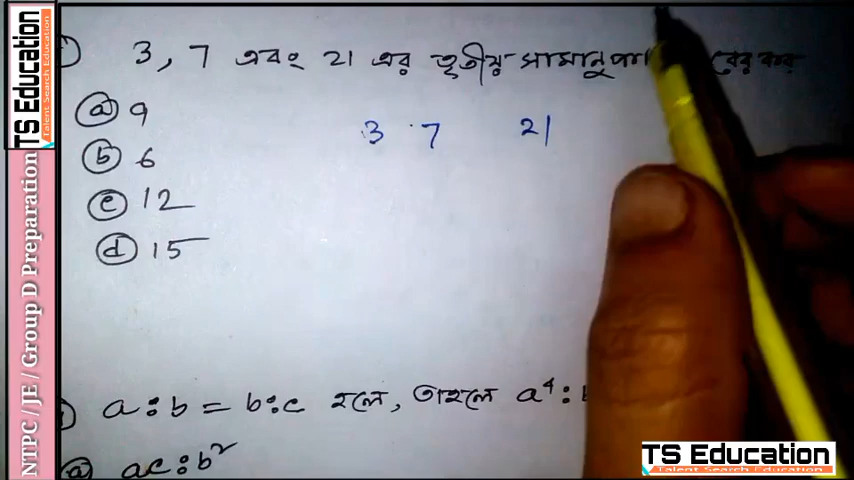 3, 7 এবং 21 এর তৃতীয় সামানুপা বের কর
ⓐ 9
ⓑ 6
ⓒ 12
ⓓ 15
3 7 21
a : b = b : c হলে, তাহলে a⁴ :
ⓐ ac : b²
TS Education
Talent Search Education
NTPC / JE / Group D Preparation
TS Education
Talent Search Education